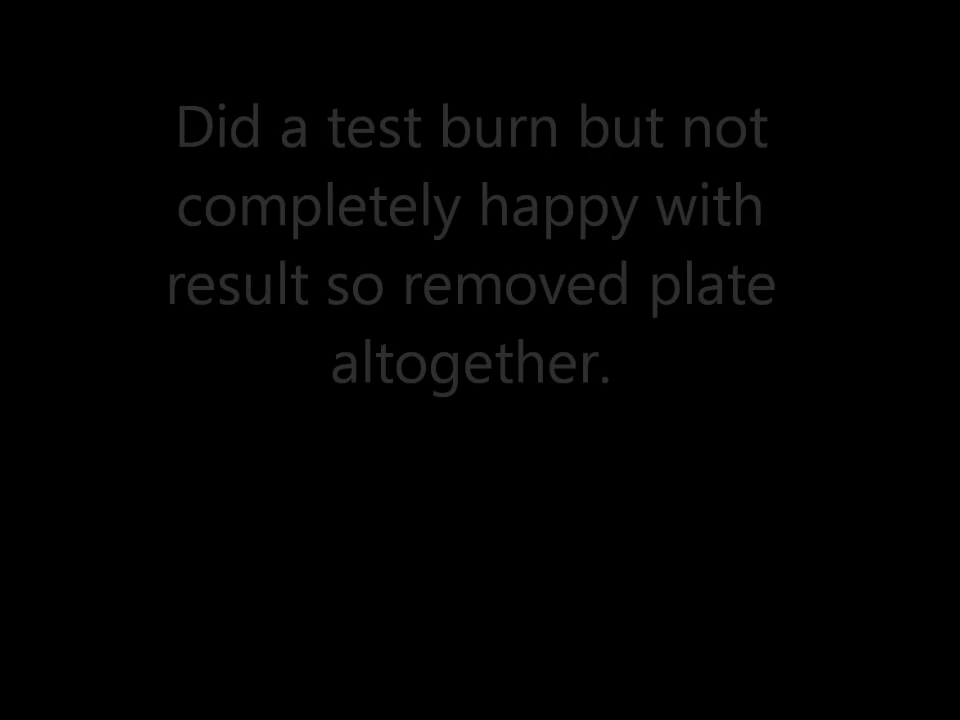 Did a test burn but not
completely happy with
result so removed plate
altogether.